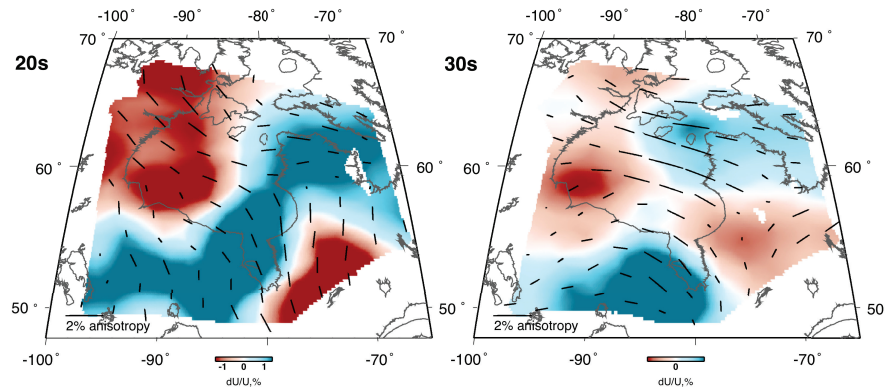 -100° -90° -80° -70° -100° -90° -80° -70°
70° 70° 70° 70°
20s 30s
60° 60° 60° 60°
50° 50° 50° 50°
2% anisotropy 2% anisotropy
-100° -90° -70° -100° -90° -70°
-1 0 1 0
dU/U,% dU/U,%